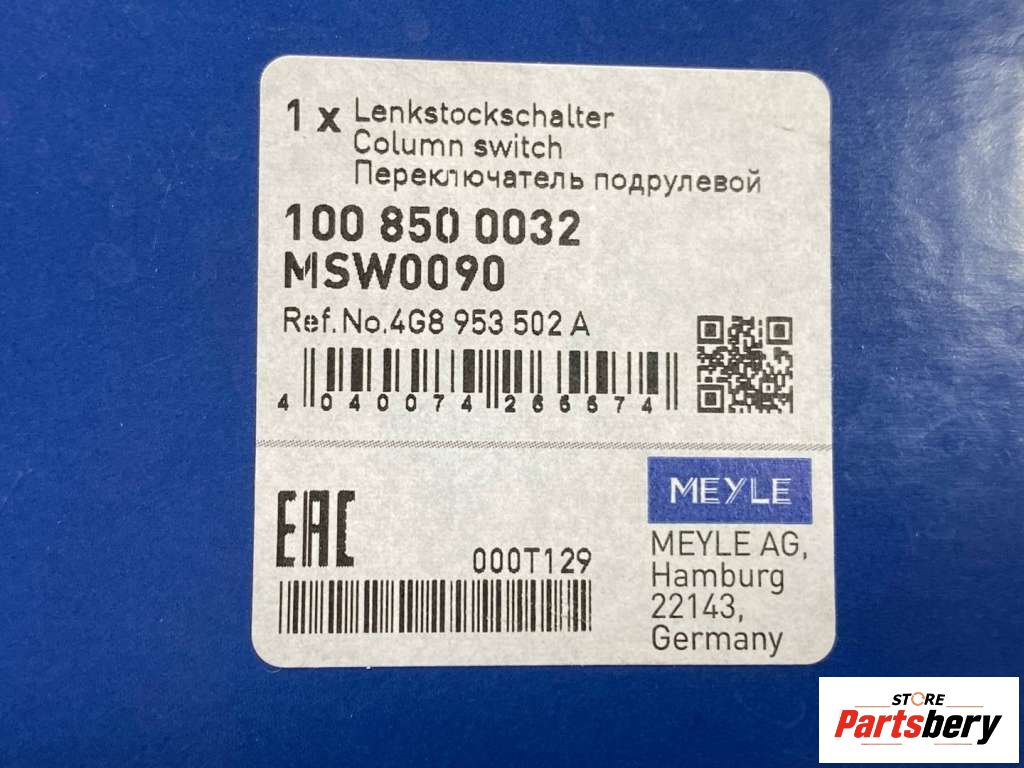 1 x Lenkstockschalter
Column switch
Переключатель подрулевой
100 850 0032
MSW0090
Ref.No.4G8 953 502 A
4 040074 266674
EAC
000T129
MEYLE
MEYLE AG,
Hamburg
22143,
Germany
STORE
Partsbery